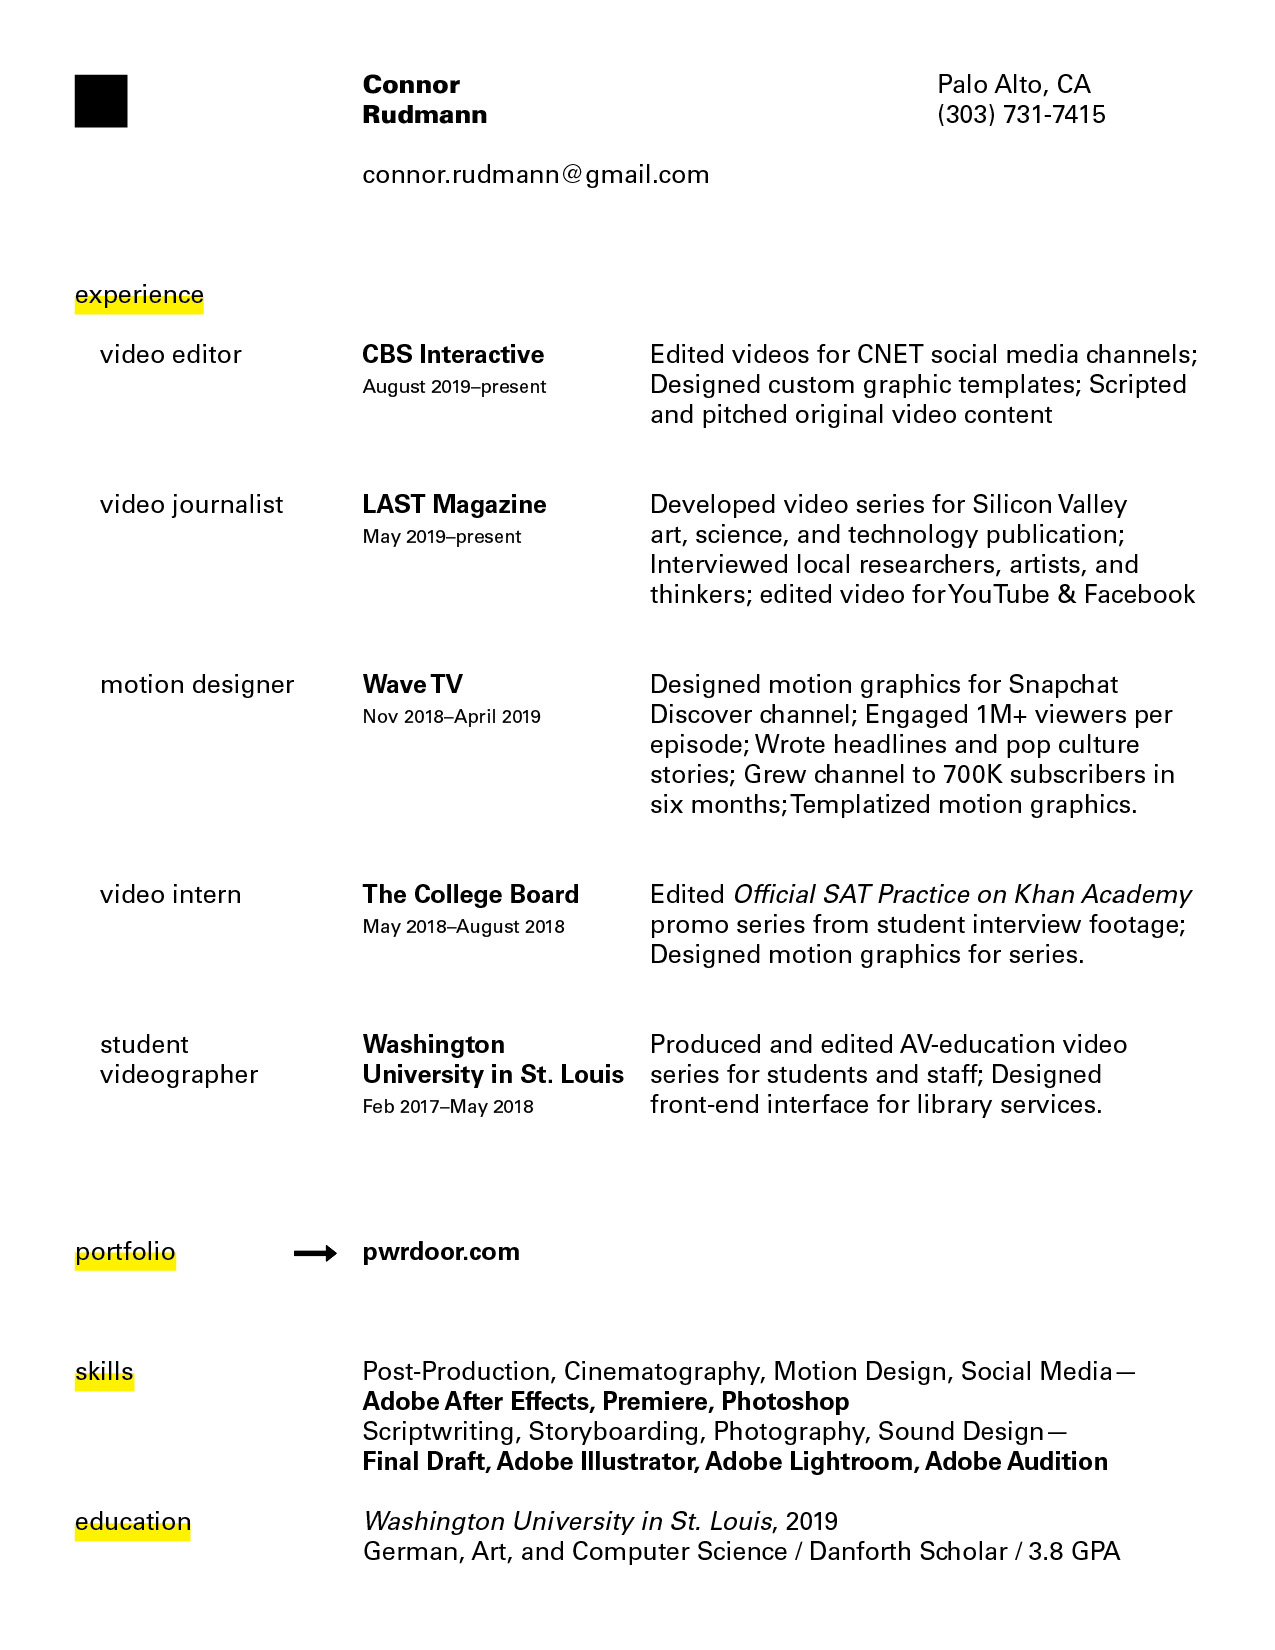 Connor
Rudmann
Palo Alto, CA
(303) 731-7415
connor.rudmann@gmail.com
experience
video editor
CBS Interactive
August 2019–present
Edited videos for CNET social media channels;
Designed custom graphic templates; Scripted
and pitched original video content
video journalist
LAST Magazine
May 2019–present
Developed video series for Silicon Valley
art, science, and technology publication;
Interviewed local researchers, artists, and
thinkers; edited video for YouTube & Facebook
motion designer
Wave TV
Nov 2018–April 2019
Designed motion graphics for Snapchat
Discover channel; Engaged 1M+ viewers per
episode; Wrote headlines and pop culture
stories; Grew channel to 700K subscribers in
six months; Templatized motion graphics.
video intern
The College Board
May 2018–August 2018
Edited Official SAT Practice on Khan Academy
promo series from student interview footage;
Designed motion graphics for series.
student
videographer
Washington
University in St. Louis
Feb 2017–May 2018
Produced and edited AV-education video
series for students and staff; Designed
front-end interface for library services.
portfolio
pwrdoor.com
skills
Post-Production, Cinematography, Motion Design, Social Media—
Adobe After Effects, Premiere, Photoshop
Scriptwriting, Storyboarding, Photography, Sound Design—
Final Draft, Adobe Illustrator, Adobe Lightroom, Adobe Audition
education
Washington University in St. Louis, 2019
German, Art, and Computer Science / Danforth Scholar / 3.8 GPA